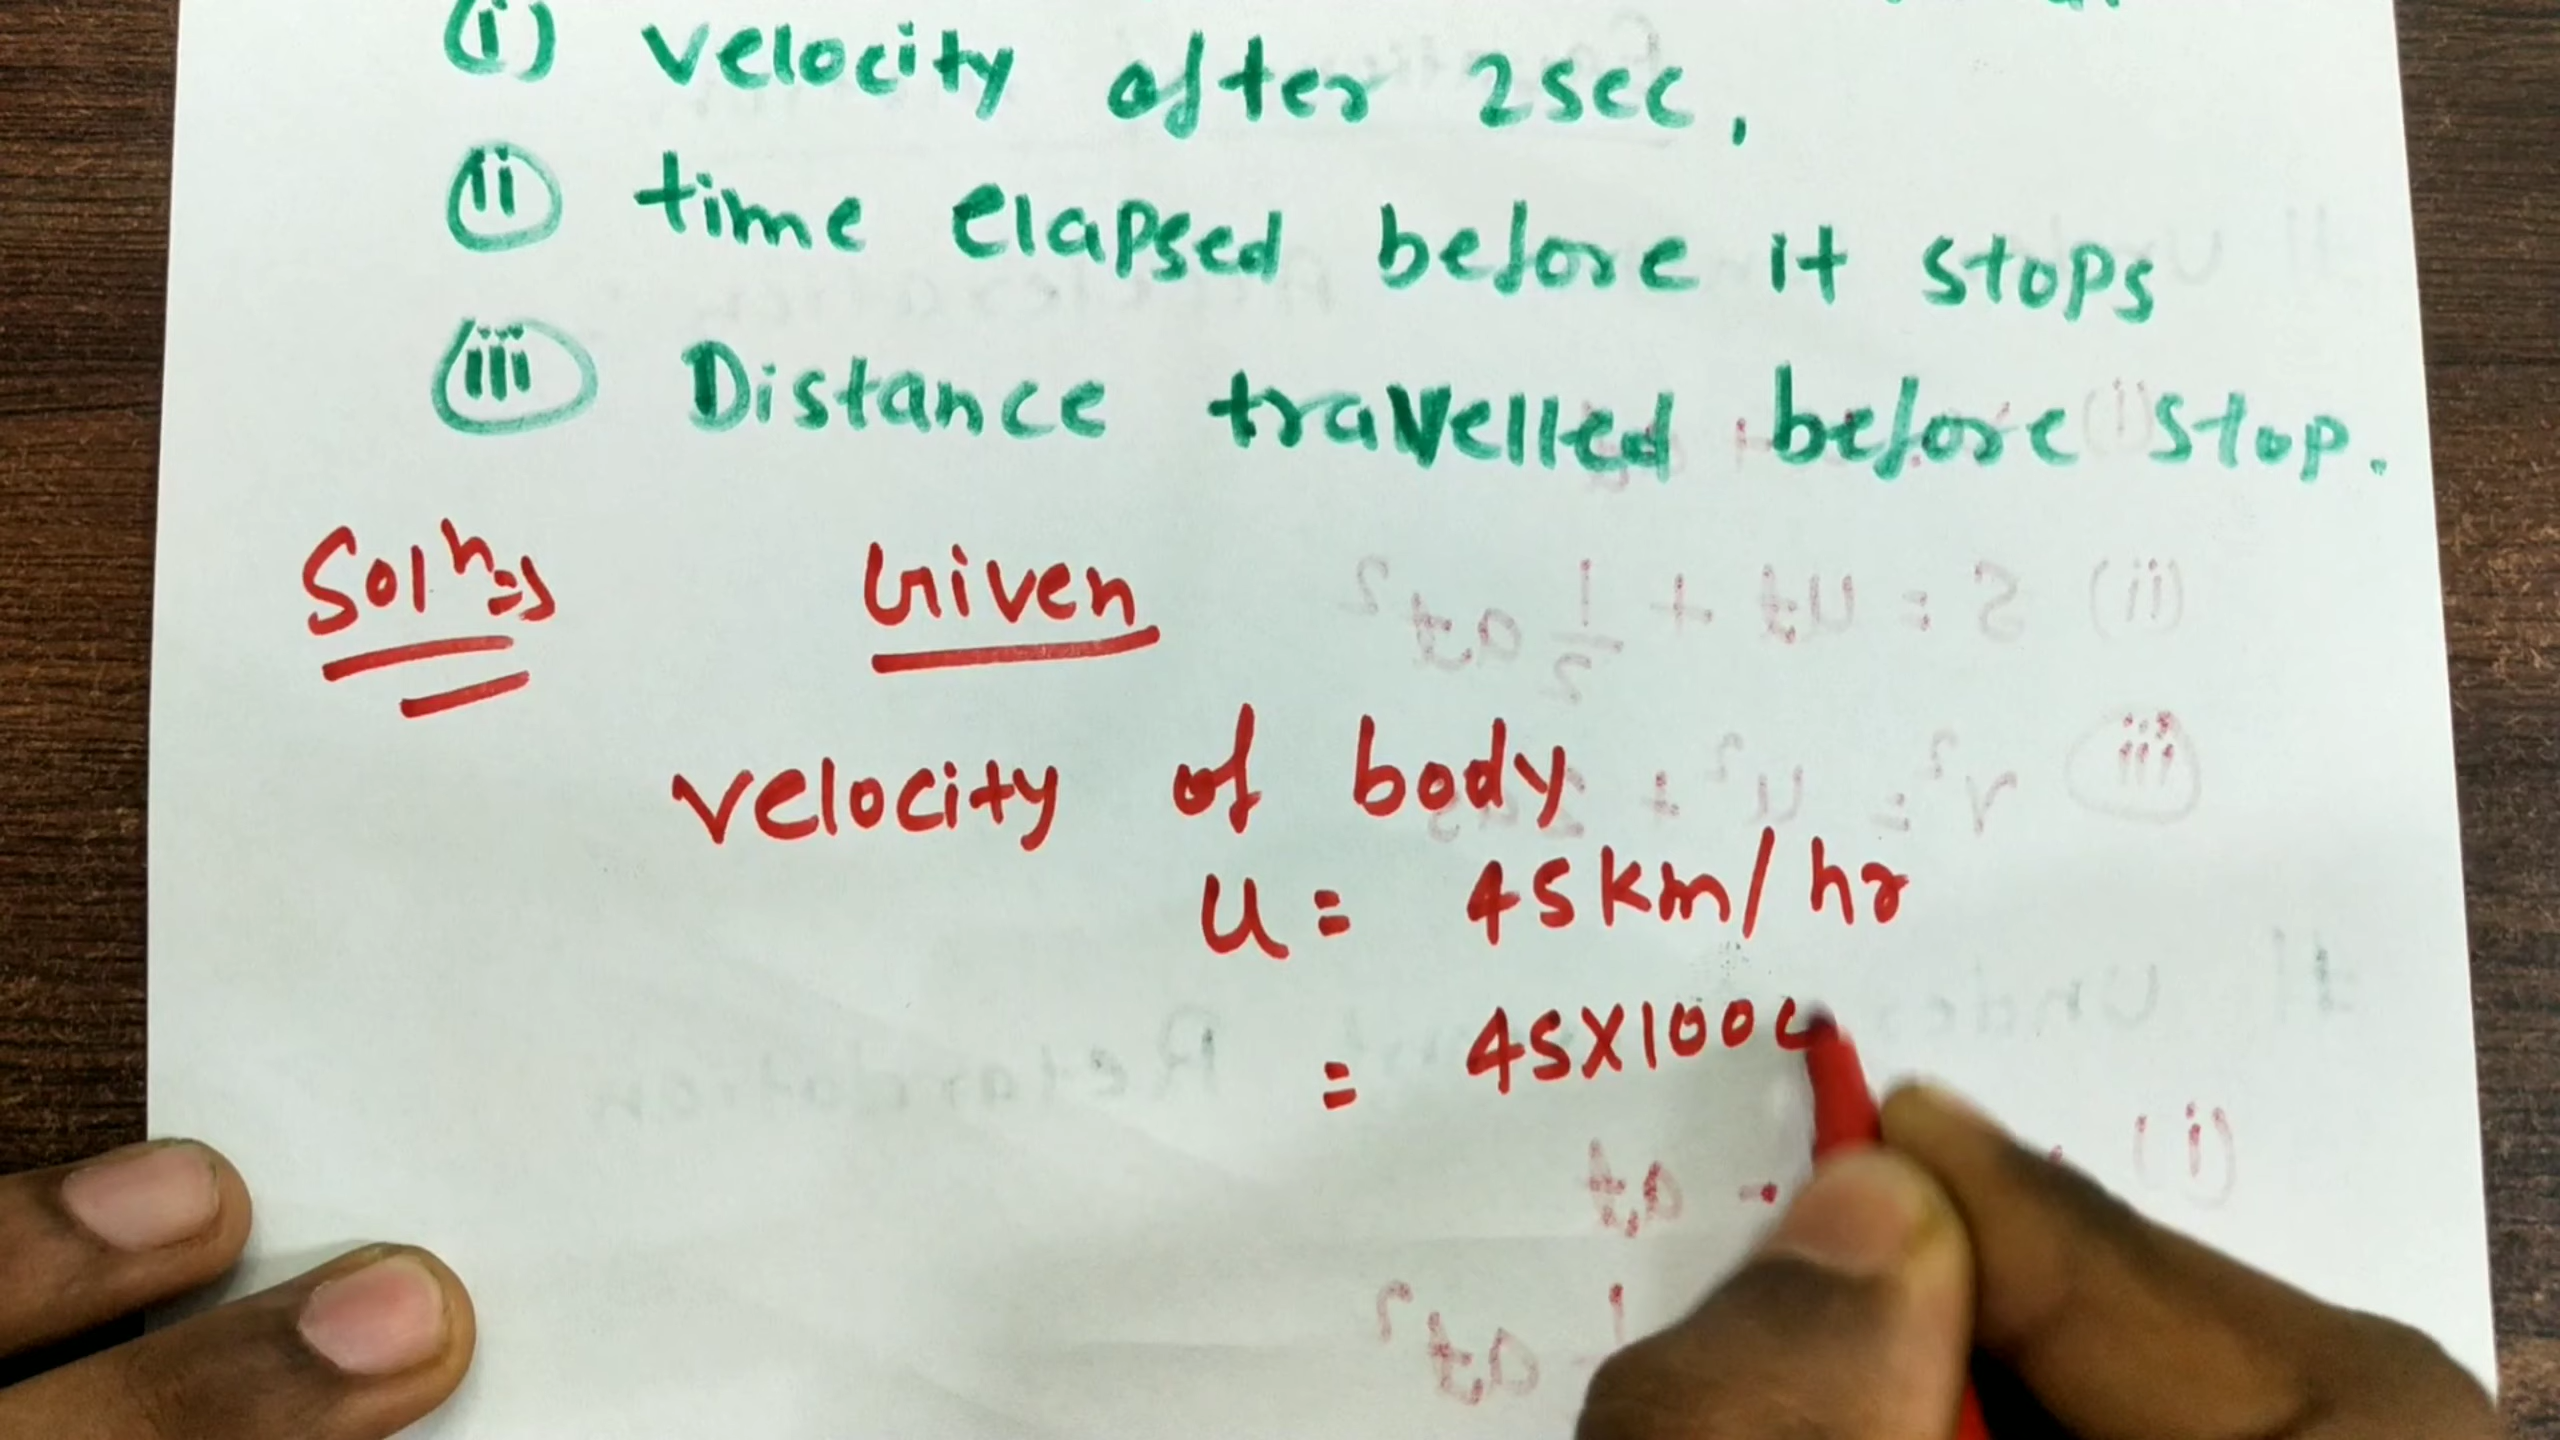 (i) velocity after 2sec,
(ii) time elapsed before it stops
(iii) Distance travelled before stop.
Solⁿ⇒ Given
velocity of body
u = 45km/hr
= 45X1000